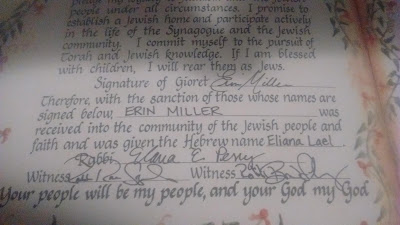 people under all circumstances. I promise to
establish a Jewish home and participate actively
in the life of the Synagogue and the Jewish
community. I commit myself to the pursuit of
Torah and Jewish knowledge. If I am blessed
with children, I will rear them as Jews.
Signature of Gioret Erin Miller
Therefore, with the sanction of those whose names are
signed below, ERIN MILLER was
received into the community of the Jewish people and
faith and was given the Hebrew name Eliana Lael.
Rabbi E. Perry
Witness Witness
Your people will be my people, and your God my God